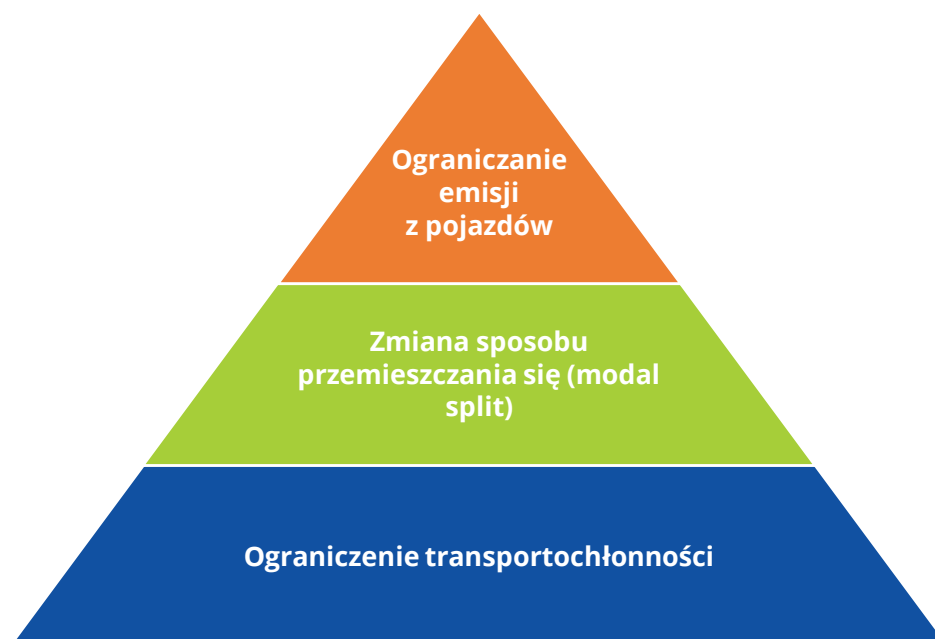 Ograniczanie
emisji
z pojazdów
Zmiana sposobu
przemieszczania się (modal
split)
Ograniczenie transportochłonności